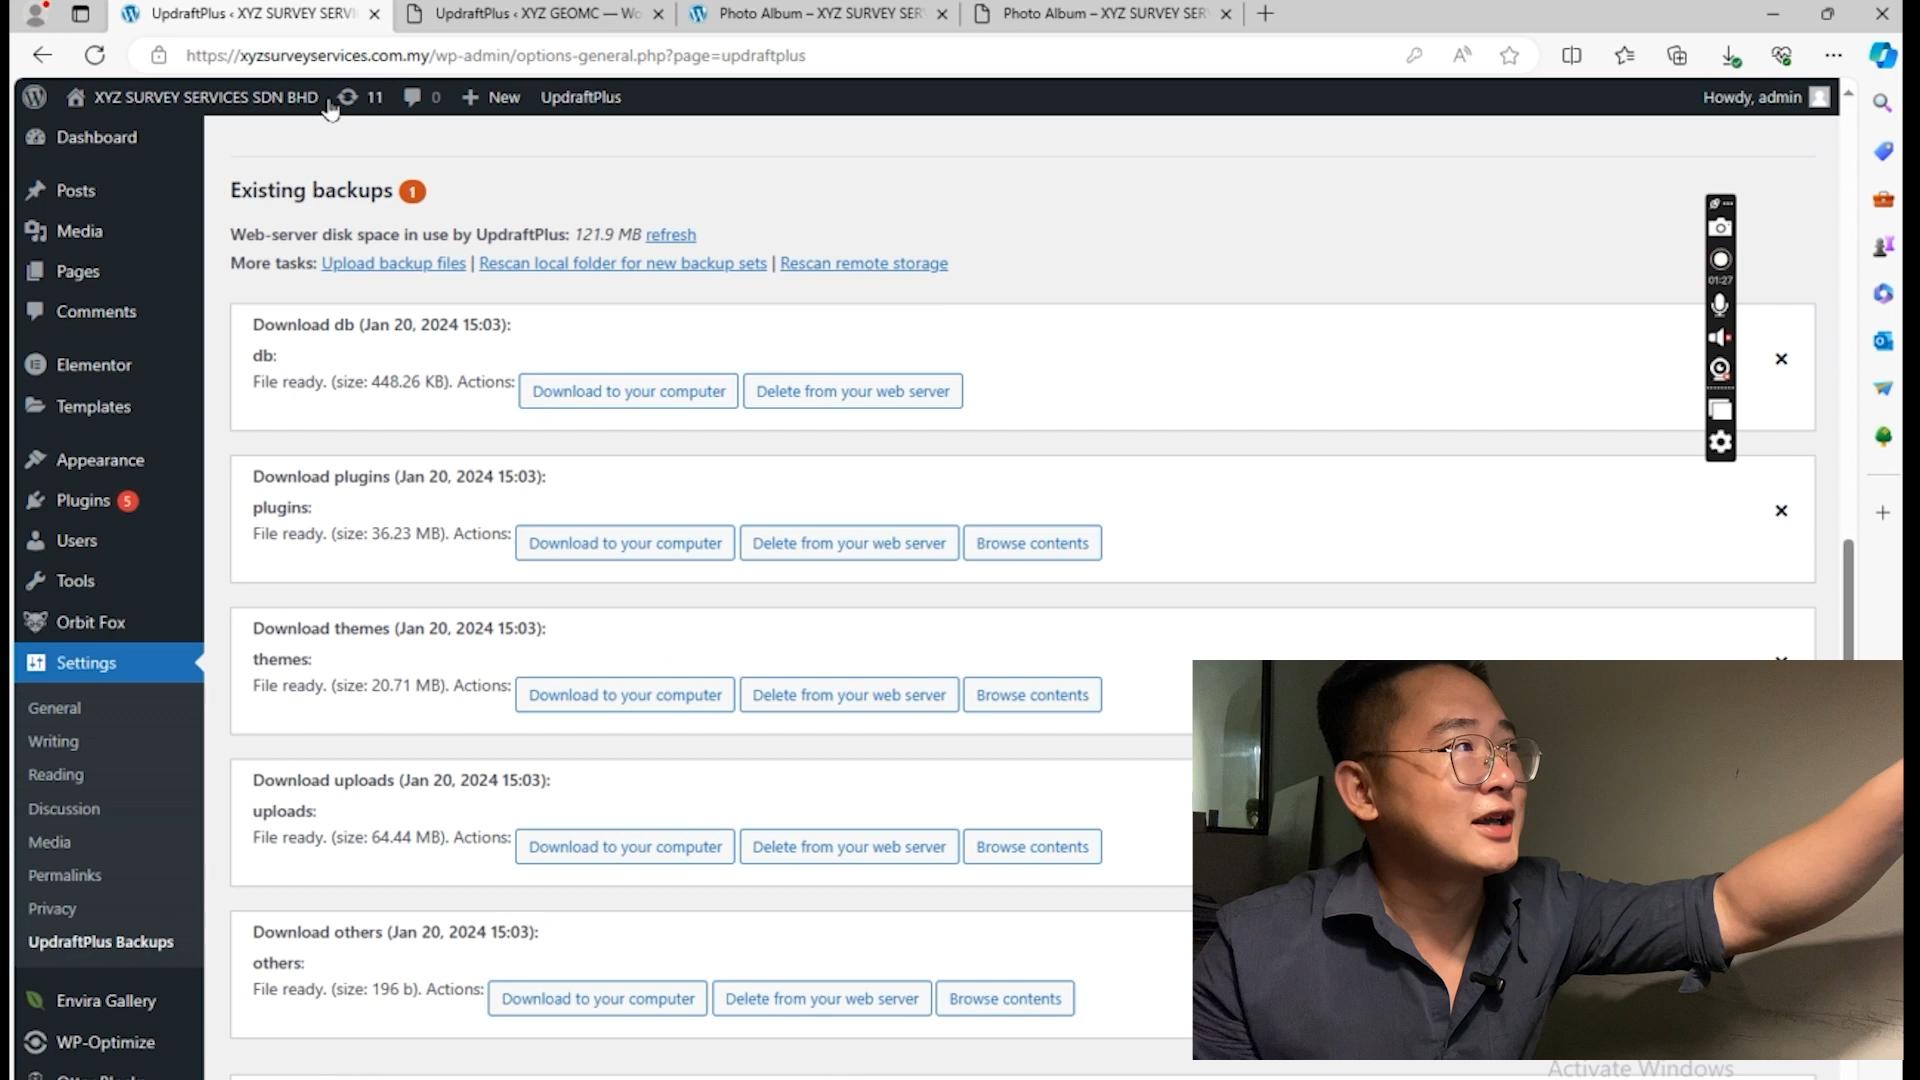 UpdraftPlus ‹ XYZ SURVEY SERVI
UpdraftPlus ‹ XYZ GEOMC — Wo
Photo Album – XYZ SURVEY SER
Photo Album – XYZ SURVEY SER
https://xyzsurveyservices.com.my/wp-admin/options-general.php?page=updraftplus
XYZ SURVEY SERVICES SDN BHD
11
0
New
UpdraftPlus
Howdy, admin
Dashboard
Posts
Media
Pages
Comments
Elementor
Templates
Appearance
Plugins 5
Users
Tools
Orbit Fox
Settings
General
Writing
Reading
Discussion
Media
Permalinks
Privacy
UpdraftPlus Backups
Envira Gallery
WP-Optimize
Existing backups 1
Web-server disk space in use by UpdraftPlus: 121.9 MB refresh
More tasks: Upload backup files | Rescan local folder for new backup sets | Rescan remote storage
Download db (Jan 20, 2024 15:03):
db:
File ready. (size: 448.26 KB). Actions: Download to your computer Delete from your web server
Download plugins (Jan 20, 2024 15:03):
plugins:
File ready. (size: 36.23 MB). Actions: Download to your computer Delete from your web server Browse contents
Download themes (Jan 20, 2024 15:03):
themes:
File ready. (size: 20.71 MB). Actions: Download to your computer Delete from your web server Browse contents
Download uploads (Jan 20, 2024 15:03):
uploads:
File ready. (size: 64.44 MB). Actions: Download to your computer Delete from your web server Browse contents
Download others (Jan 20, 2024 15:03):
others:
File ready. (size: 196 b). Actions: Download to your computer Delete from your web server Browse contents
01:27
Activate Windows